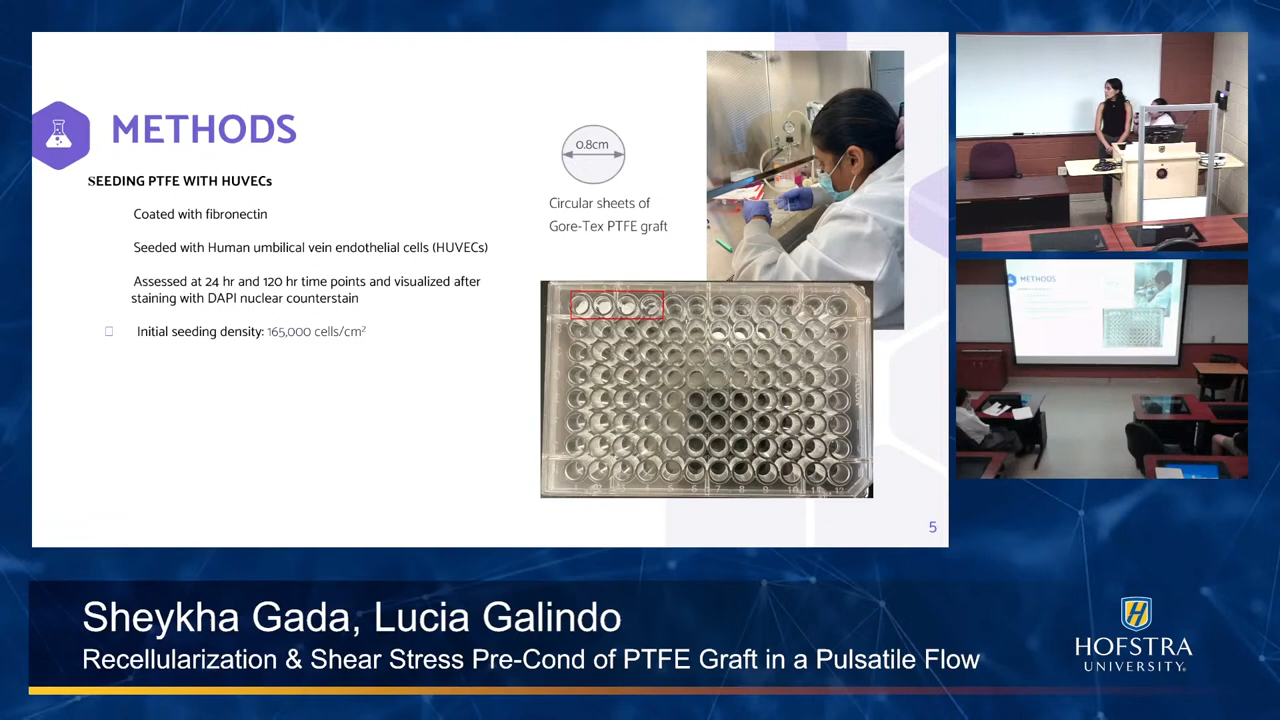 METHODS
SEEDING PTFE WITH HUVECs
Coated with fibronectin
Seeded with Human umbilical vein endothelial cells (HUVECs)
Assessed at 24 hr and 120 hr time points and visualized after
staining with DAPI nuclear counterstain
Initial seeding density: 165,000 cells/cm²
0.8cm
Circular sheets of
Gore-Tex PTFE graft
5
METHODS
Sheykha Gada, Lucia Galindo
Recellularization & Shear Stress Pre-Cond of PTFE Graft in a Pulsatile Flow
H
HOFSTRA
UNIVERSITY®